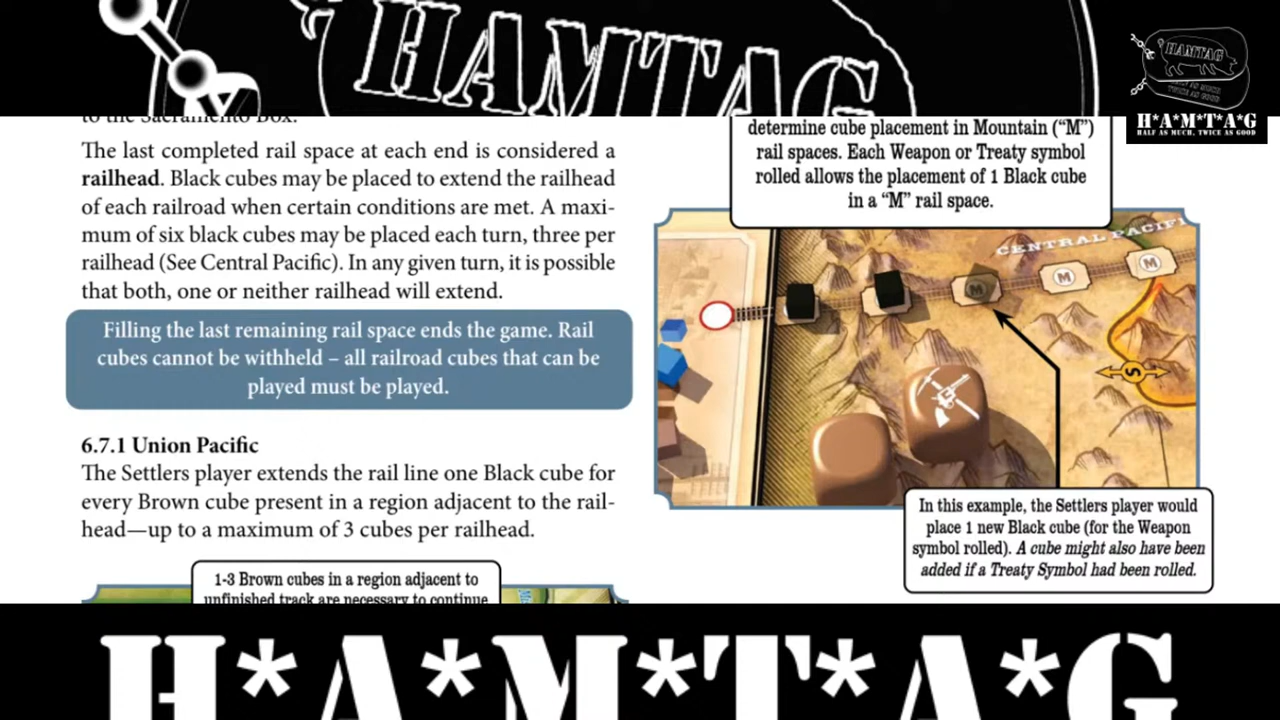 HAMTAG
HAMTAG
H*A*M*T*A*G
HALF AS MUCH, TWICE AS GOOD
to the Sacramento Box.
The last completed rail space at each end is considered a
railhead. Black cubes may be placed to extend the railhead
of each railroad when certain conditions are met. A maxi-
mum of six black cubes may be placed each turn, three per
railhead (See Central Pacific). In any given turn, it is possible
that both, one or neither railhead will extend.
Filling the last remaining rail space ends the game. Rail
cubes cannot be withheld – all railroad cubes that can be
played must be played.
6.7.1 Union Pacific
The Settlers player extends the rail line one Black cube for
every Brown cube present in a region adjacent to the rail-
head—up to a maximum of 3 cubes per railhead.
1-3 Brown cubes in a region adjacent to
unfinished track are necessary to continue
determine cube placement in Mountain (“M”)
rail spaces. Each Weapon or Treaty symbol
rolled allows the placement of 1 Black cube
in a “M” rail space.
CENTRAL PACIFI
M
M
M
S
In this example, the Settlers player would
place 1 new Black cube (for the Weapon
symbol rolled). A cube might also have been
added if a Treaty Symbol had been rolled.
H*A*M*T*A*G